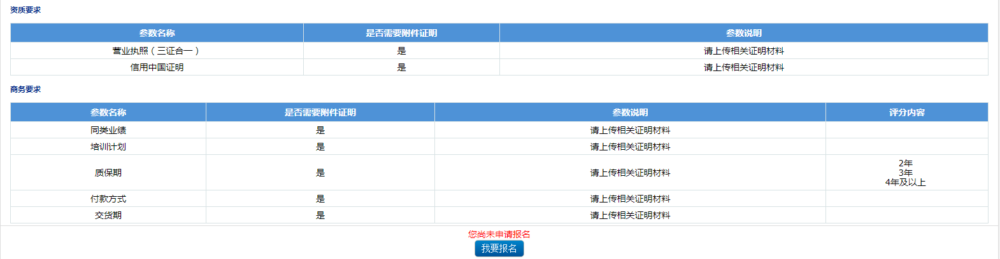 资质要求
参数名称 是否需要附件证明 参数说明
营业执照（三证合一） 是 请上传相关证明材料
信用中国证明 是 请上传相关证明材料
商务要求
参数名称 是否需要附件证明 参数说明 评分内容
同类业绩 是 请上传相关证明材料
培训计划 是 请上传相关证明材料
质保期 是 请上传相关证明材料 2年
3年
4年及以上
付款方式 是 请上传相关证明材料
交货期 是 请上传相关证明材料
您尚未申请报名
我要报名